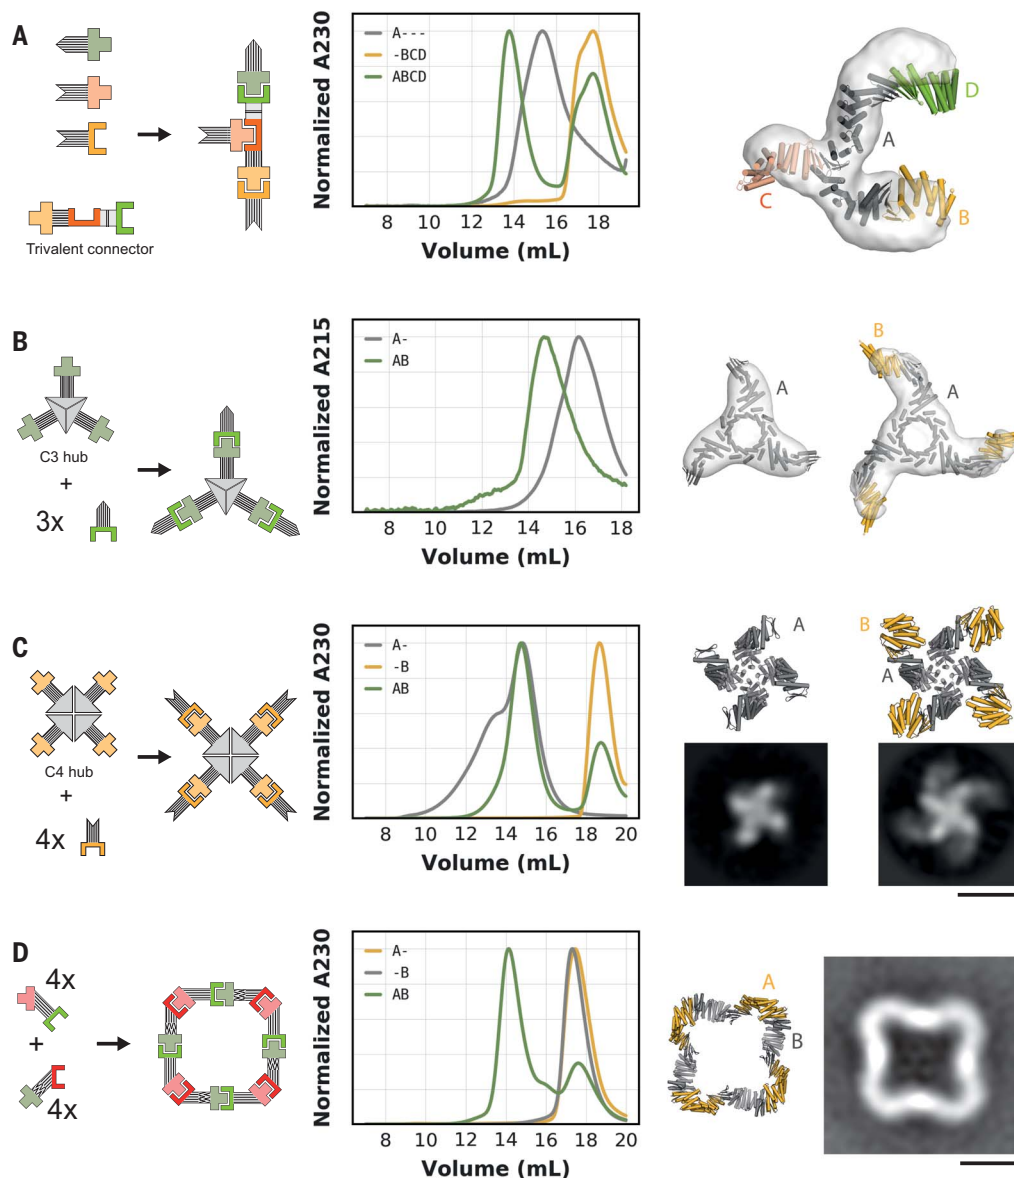 A
Trivalent connector
Normalized A230
A---
-BCD
ABCD
8 10 12 14 16 18
Volume (mL)
D
A
C
B
B
C3 hub
+
3x
Normalized A215
A-
AB
8 10 12 14 16 18
Volume (mL)
A
B
A
C
C4 hub
+
4x
Normalized A230
A-
-B
AB
8 10 12 14 16 18 20
Volume (mL)
A
B
A
D
4x
+
4x
Normalized A230
A-
-B
AB
8 10 12 14 16 18 20
Volume (mL)
A
B